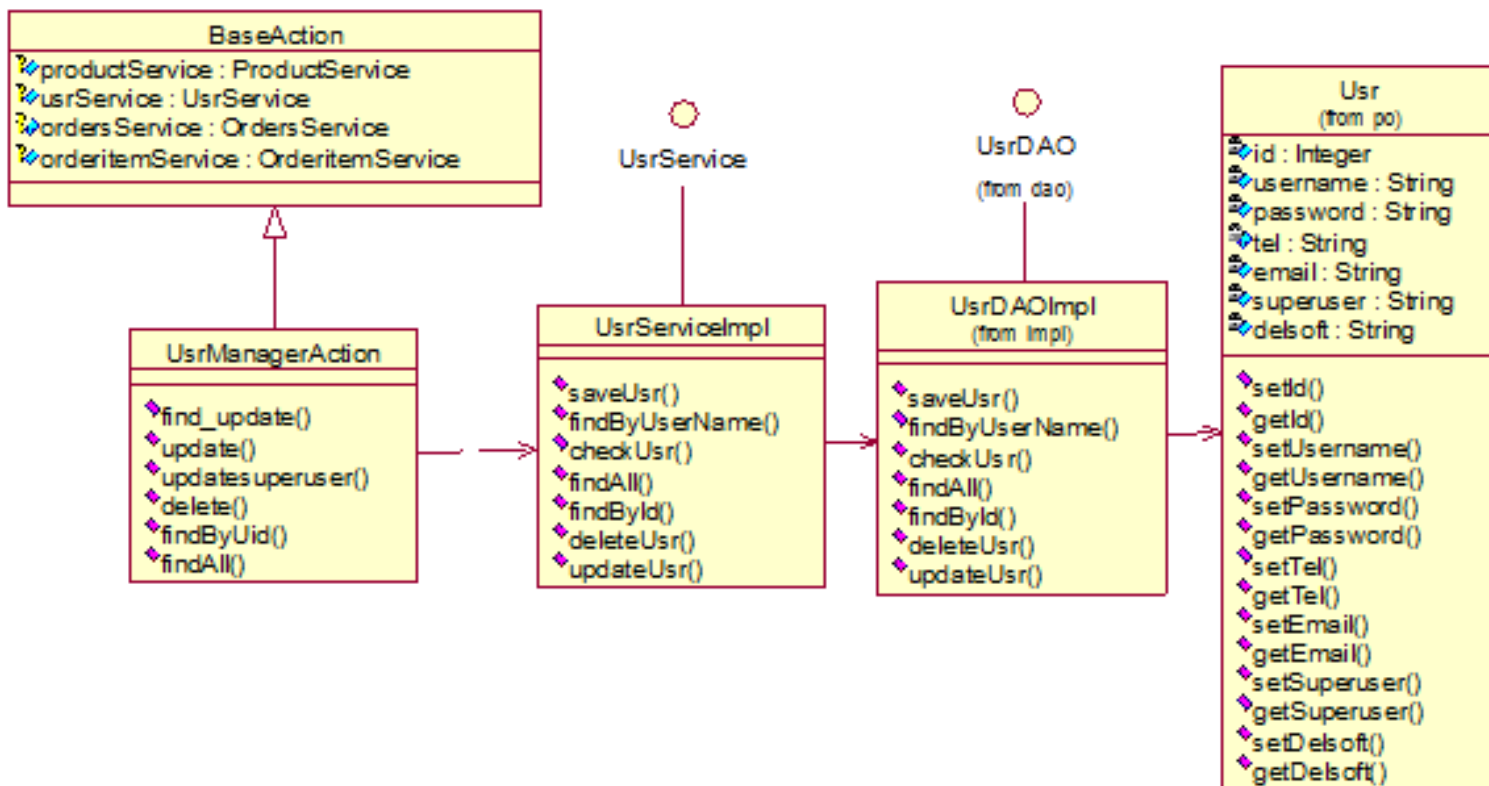 BaseAction
productService : ProductService
usrService : UsrService
ordersService : OrdersService
orderitemService : OrderitemService
UsrManagerAction
find_update()
update()
updatesuperuser()
delete()
findByUid()
findAll()
UsrService
UsrServiceImpl
saveUsr()
findByUserName()
checkUsr()
findAll()
findById()
deleteUsr()
updateUsr()
UsrDAO
(from dao)
UsrDAOImpl
(from Impl)
saveUsr()
findByUserName()
checkUsr()
findAll()
findById()
deleteUsr()
updateUsr()
Usr
(from po)
id : Integer
username : String
password : String
tel : String
email : String
superuser : String
delsoft : String
setId()
getId()
setUsername()
getUsername()
setPassword()
getPassword()
setTel()
getTel()
setEmail()
getEmail()
setSuperuser()
getSuperuser()
setDelsoft()
getDelsoft()